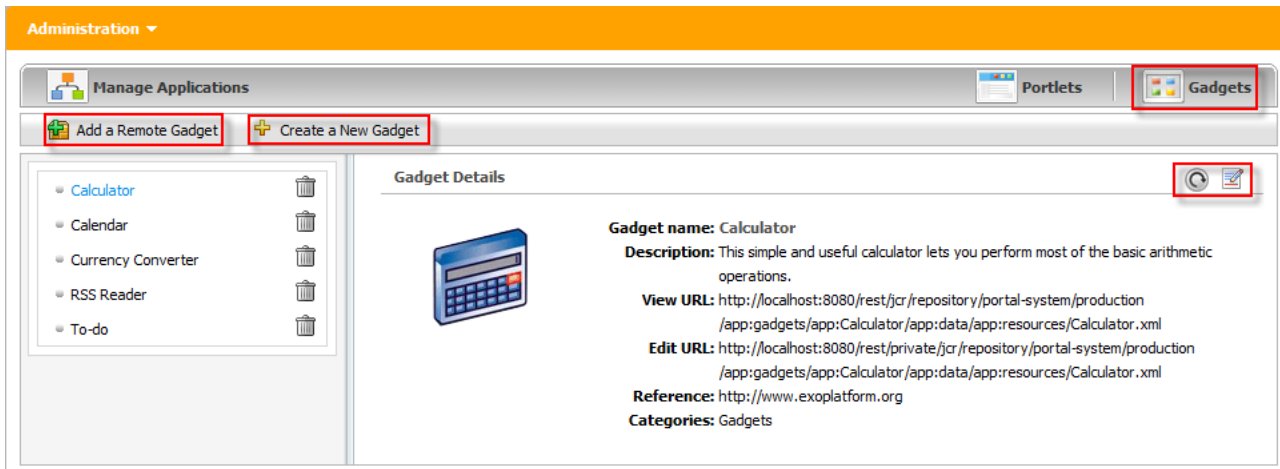 Administration
Manage Applications
Portlets
Gadgets
Add a Remote Gadget
Create a New Gadget
Calculator
Calendar
Currency Converter
RSS Reader
To-do
Gadget Details
Gadget name: Calculator
Description: This simple and useful calculator lets you perform most of the basic arithmetic
operations.
View URL: http://localhost:8080/rest/jcr/repository/portal-system/production
/app:gadgets/app:Calculator/app:data/app:resources/Calculator.xml
Edit URL: http://localhost:8080/rest/private/jcr/repository/portal-system/production
/app:gadgets/app:Calculator/app:data/app:resources/Calculator.xml
Reference: http://www.exoplatform.org
Categories: Gadgets